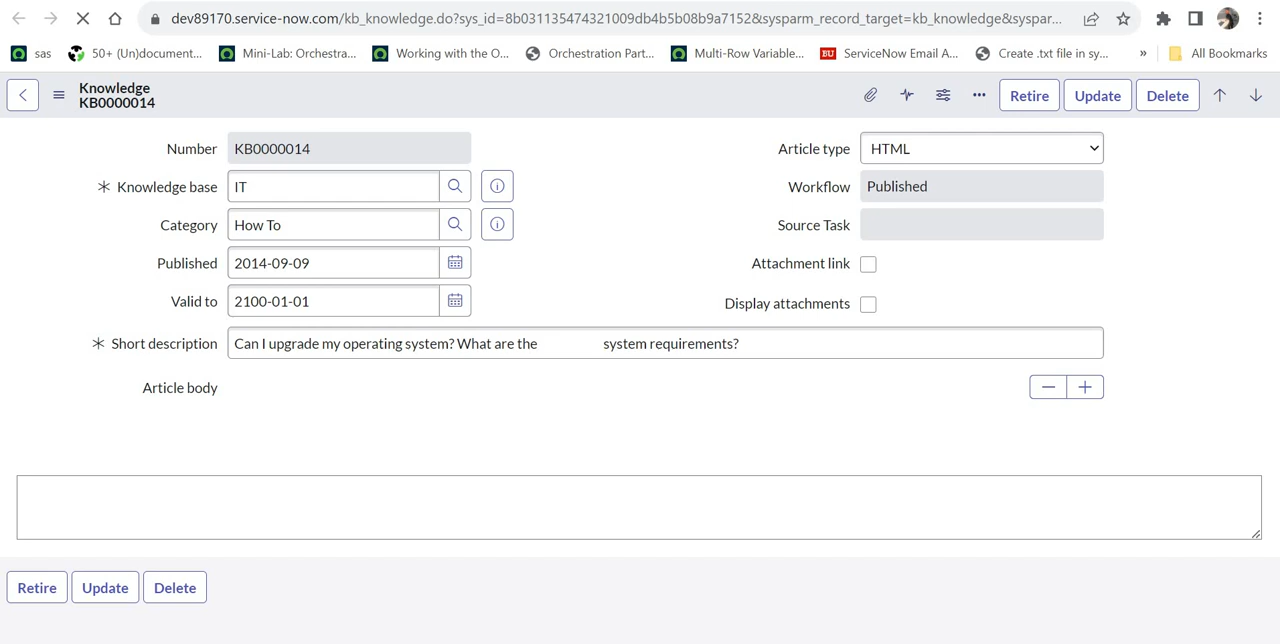 dev89170.service-now.com/kb_knowledge.do?sys_id=8b031135474321009db4b5b08b9a7152&sysparm_record_target=kb_knowledge&syspar...
sas 50+ (Un)document... Mini-Lab: Orchestra... Working with the O... Orchestration Part... Multi-Row Variable... BU ServiceNow Email A... Create .txt file in sy... » All Bookmarks
Knowledge
KB0000014
Retire Update Delete
Number KB0000014 Article type HTML
Knowledge base IT Workflow Published
Category How To Source Task
Published 2014-09-09 Attachment link
Valid to 2100-01-01 Display attachments
Short description Can I upgrade my operating system? What are the system requirements?
Article body
Retire Update Delete